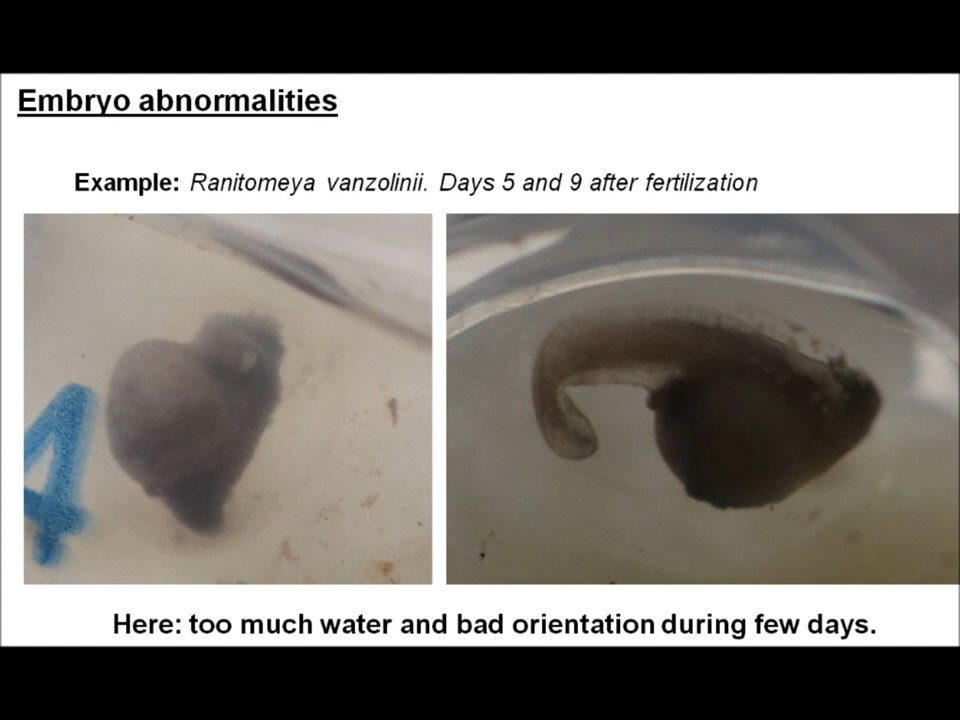 Embryo abnormalities
Example: Ranitomeya vanzolinii. Days 5 and 9 after fertilization
4
Here: too much water and bad orientation during few days.